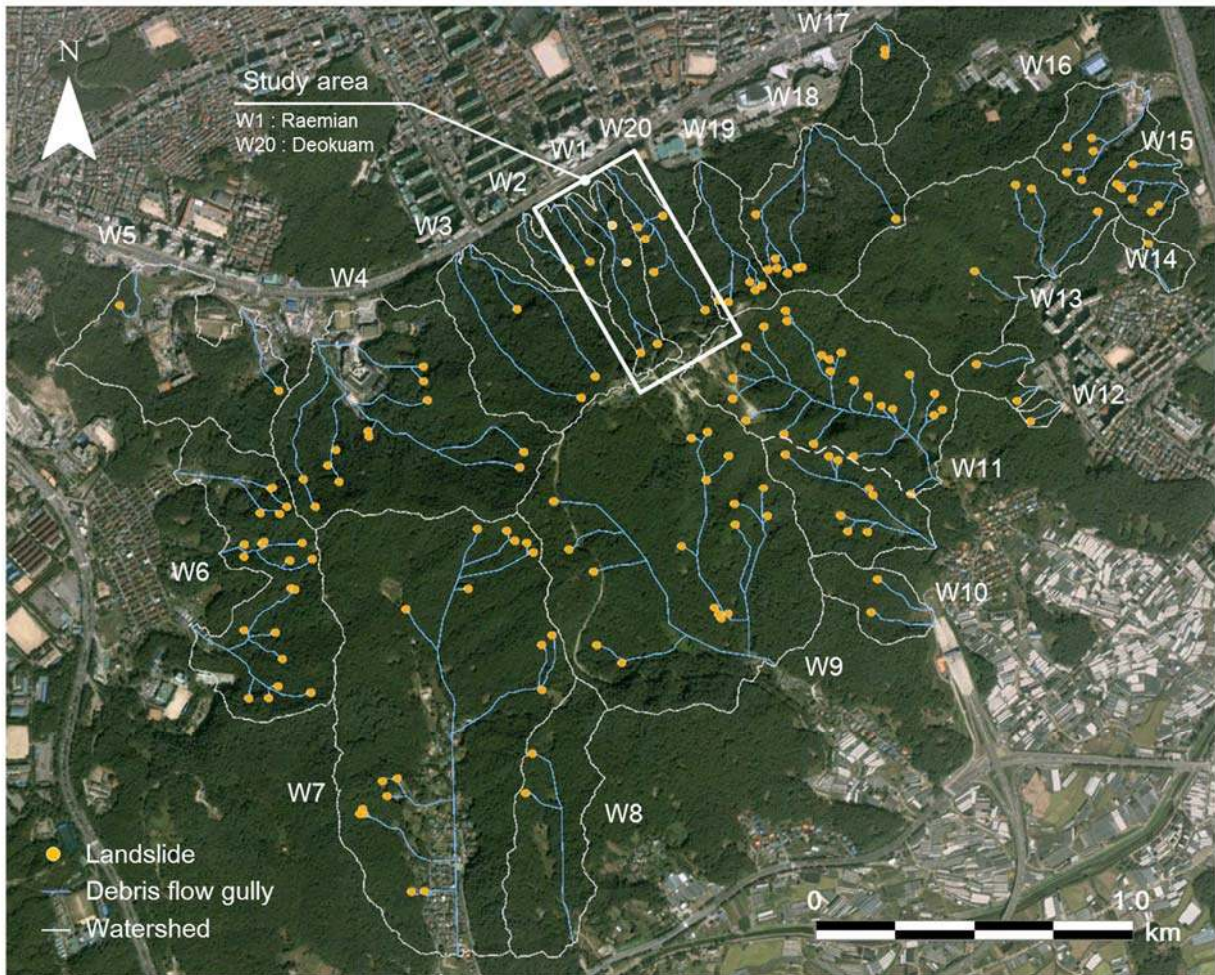 N
Study area
W1 : Raemian
W20 : Deokuam
W17
W16
W18
W20
W19
W1
W15
W2
W3
W5
W4
W14
W13
W12
W11
W6
W10
W9
W7
W8
Landslide
Debris flow gully
Watershed
0
1.0
km